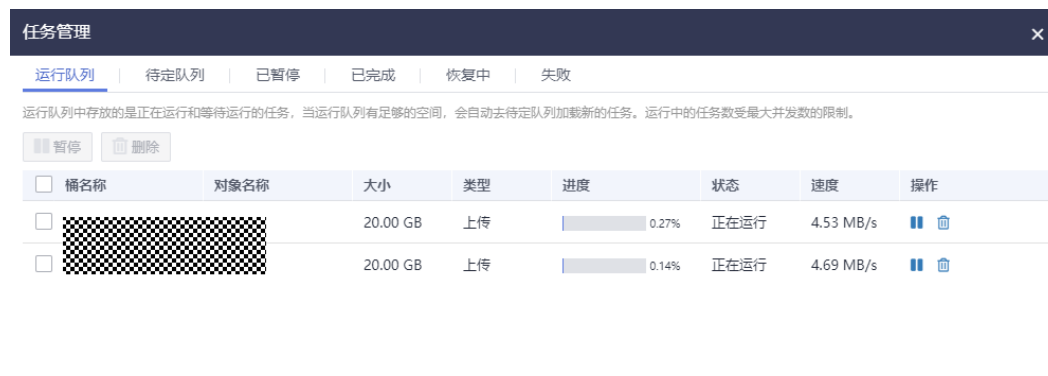 任务管理
运行队列 待定队列 已暂停 已完成 恢复中 失败
运行队列中存放的是正在运行和等待运行的任务，当运行队列有足够的空间，会自动去待定队列加载新的任务。运行中的任务数受最大并发数的限制。
暂停 删除
桶名称 对象名称 大小 类型 进度 状态 速度 操作
20.00 GB 上传 0.27% 正在运行 4.53 MB/s
20.00 GB 上传 0.14% 正在运行 4.69 MB/s